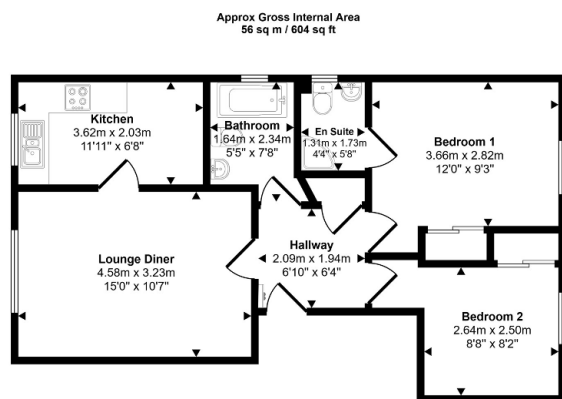 Approx Gross Internal Area
56 sq m / 604 sq ft
Kitchen
3.62m x 2.03m
11'11" x 6'8"
Bathroom
1.64m x 2.34m
5'5" x 7'8"
En Suite
1.31m x 1.73m
4'4" x 5'8"
Bedroom 1
3.66m x 2.82m
12'0" x 9'3"
Lounge Diner
4.58m x 3.23m
15'0" x 10'7"
Hallway
2.09m x 1.94m
6'10" x 6'4"
Bedroom 2
2.64m x 2.50m
8'8" x 8'2"